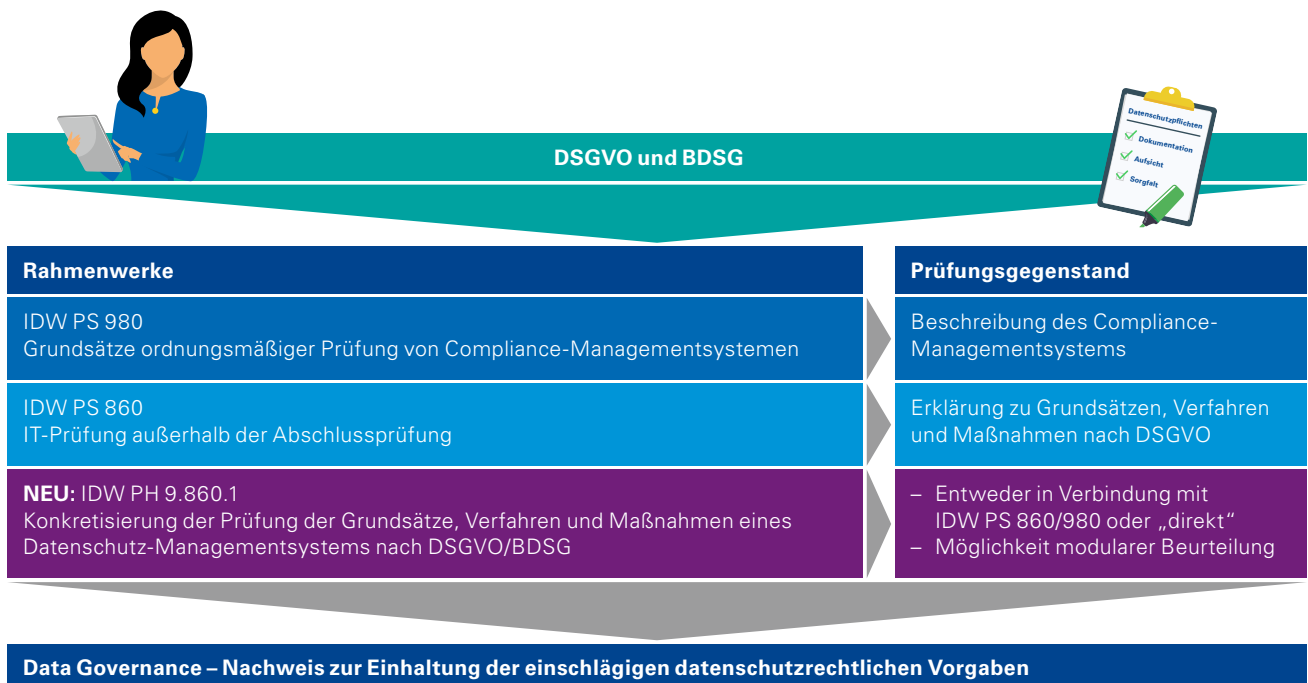 DSGVO und BDSG
Datenschutzpflichten
Dokumentation
Aufsicht
Sorgfalt
Rahmenwerke
Prüfungsgegenstand
IDW PS 980
Grundsätze ordnungsmäßiger Prüfung von Compliance-Managementsystemen
Beschreibung des Compliance-
Managementsystems
IDW PS 860
IT-Prüfung außerhalb der Abschlussprüfung
Erklärung zu Grundsätzen, Verfahren
und Maßnahmen nach DSGVO
NEU: IDW PH 9.860.1
Konkretisierung der Prüfung der Grundsätze, Verfahren und Maßnahmen eines
Datenschutz-Managementsystems nach DSGVO/BDSG
– Entweder in Verbindung mit
IDW PS 860/980 oder „direkt“
– Möglichkeit modularer Beurteilung
Data Governance – Nachweis zur Einhaltung der einschlägigen datenschutzrechtlichen Vorgaben